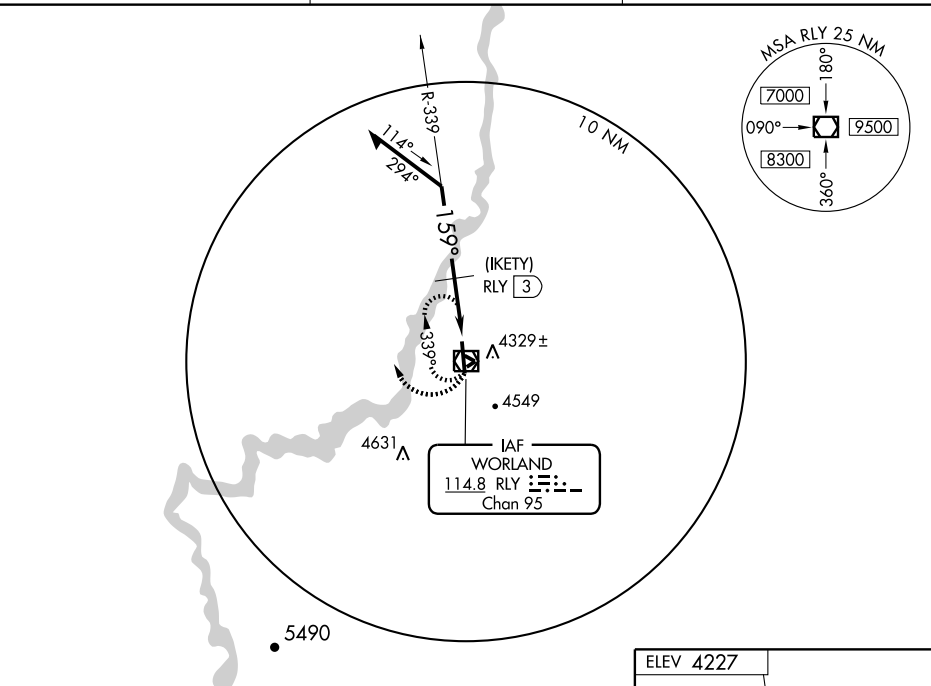 MSA RLY 25 NM
180°
7000
090°
9500
8300
360°
R-339
10 NM
114°
294°
159°
(IKETY)
RLY 3
339°
4329±
4549
4631
IAF
WORLAND
114.8 RLY
Chan 95
5490
ELEV 4227